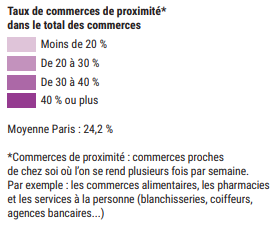 Taux de commerces de proximité*
dans le total des commerces
Moins de 20 %
De 20 à 30 %
De 30 à 40 %
40 % ou plus
Moyenne Paris : 24,2 %
*Commerces de proximité : commerces proches
de chez soi où l'on se rend plusieurs fois par semaine.
Par exemple : les commerces alimentaires, les pharmacies
et les services à la personne (blanchisseries, coiffeurs,
agences bancaires...)